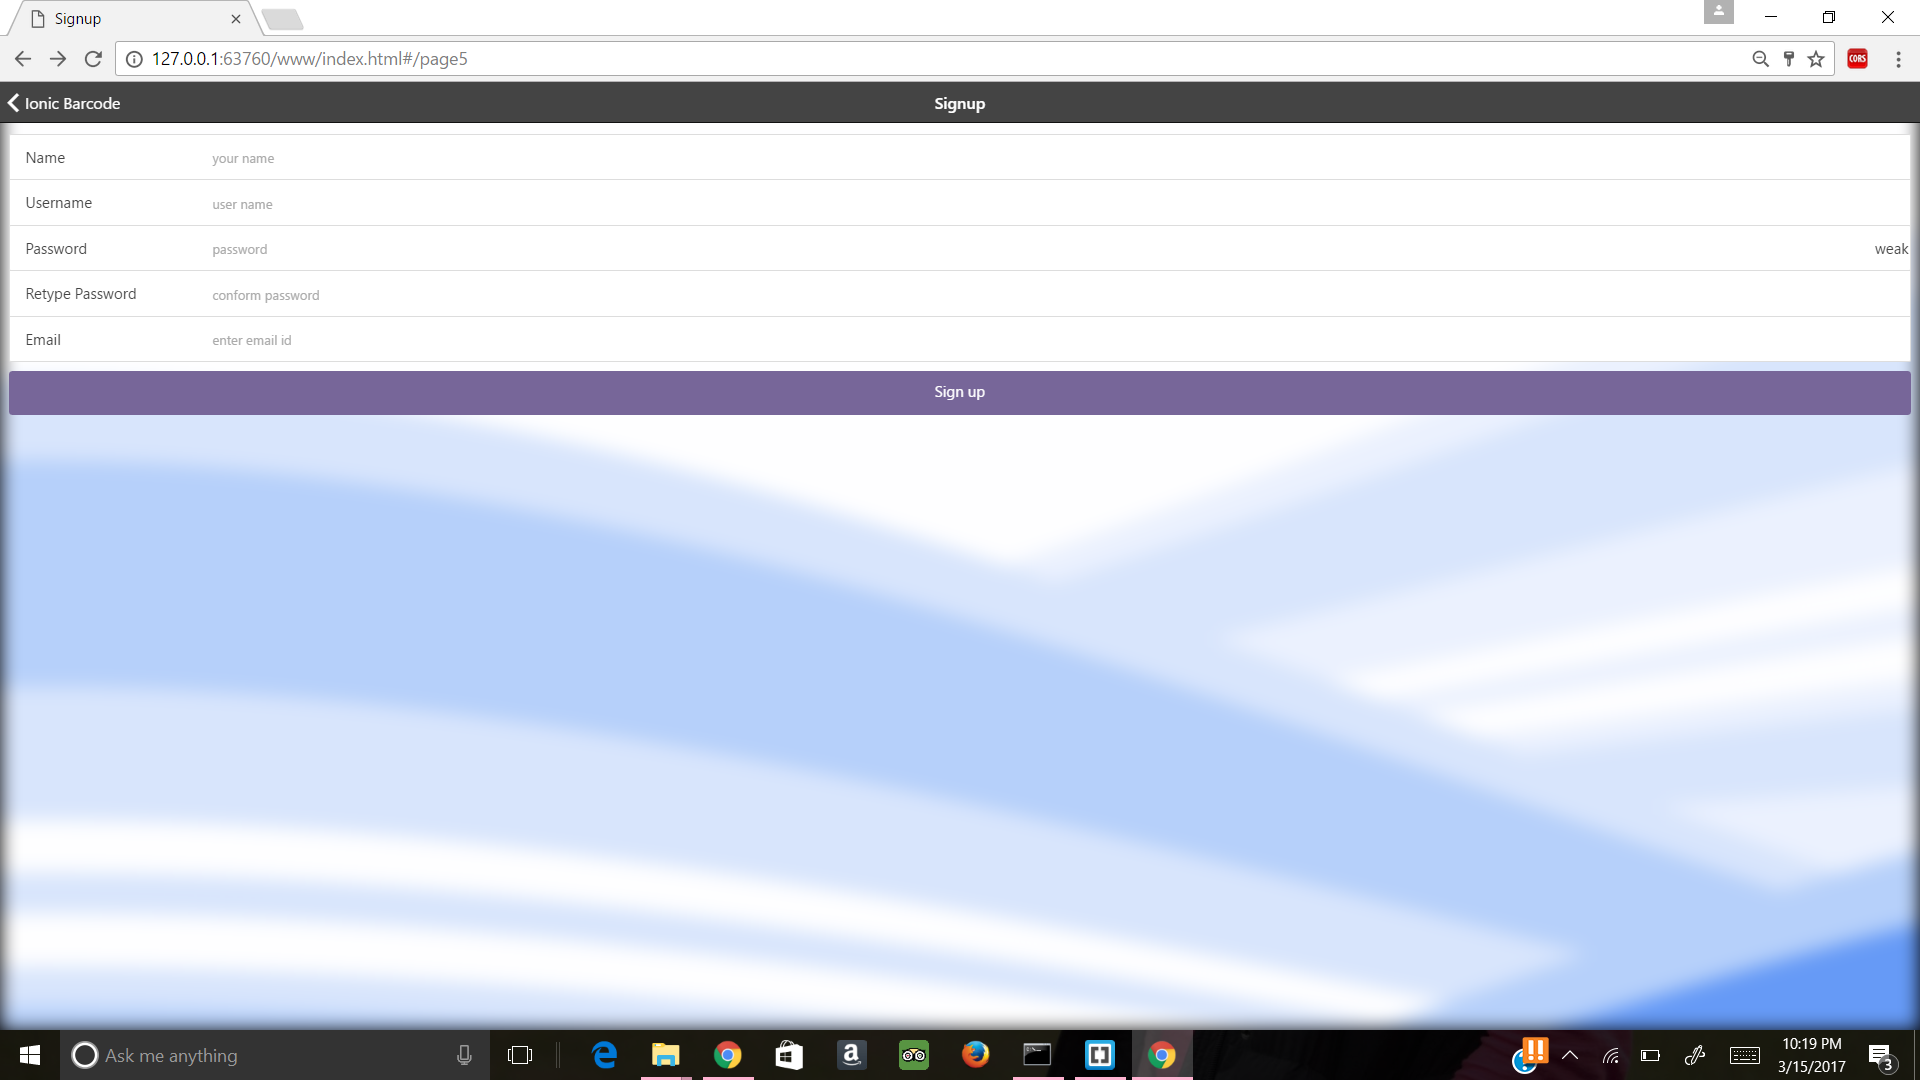 Signup
127.0.0.1:63760/www/index.html#/page5
CORS
Ionic Barcode
Signup
Name your name
Username user name
Password password weak
Retype Password conform password
Email enter email id
Sign up
Ask me anything
10:19 PM
3/15/2017
3